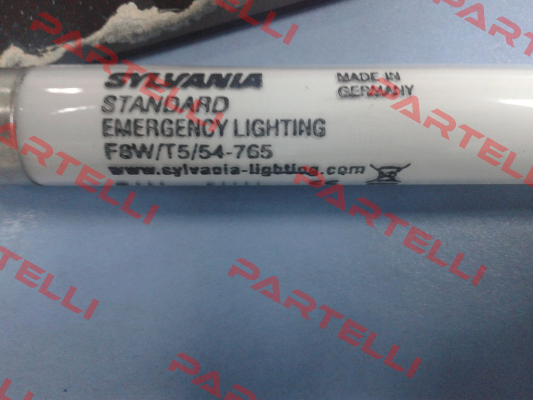 SYLVANIA
STANDARD
EMERGENCY LIGHTING
F8W/T5/54-765
www.sylvania-lighting.com
MADE IN
GERMANY
PARTELLI
PARTELLI
PARTELLI
PARTELLI
PARTELLI